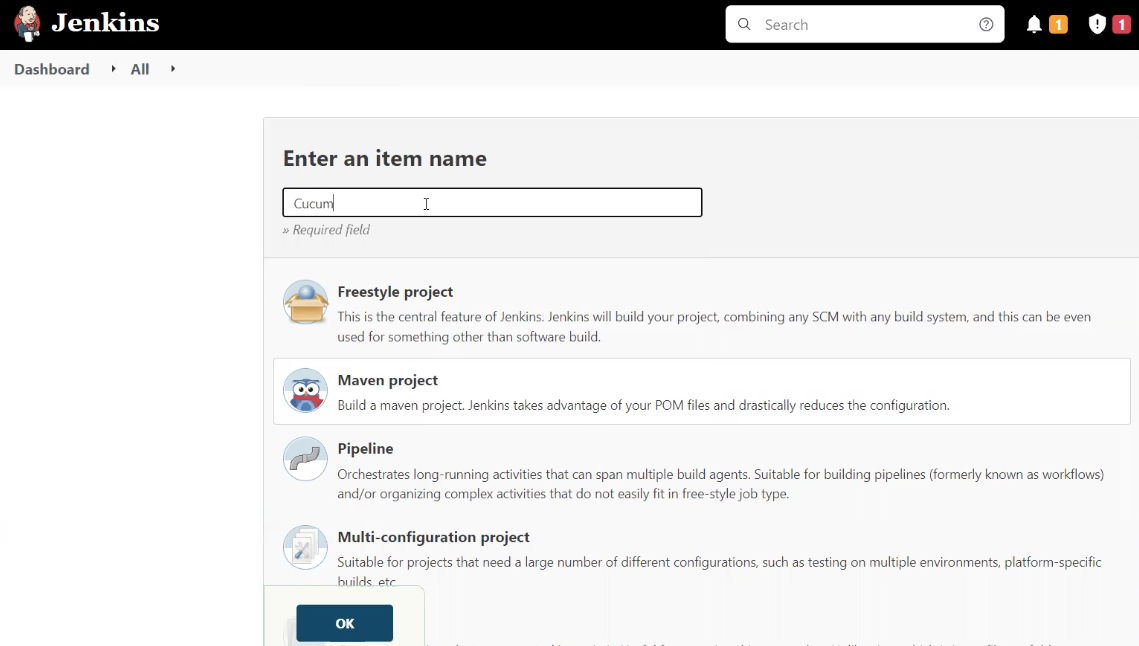 Jenkins
Search
1
1
Dashboard
All
Enter an item name
Cucum
» Required field
Freestyle project
This is the central feature of Jenkins. Jenkins will build your project, combining any SCM with any build system, and this can be even
used for something other than software build.
Maven project
Build a maven project. Jenkins takes advantage of your POM files and drastically reduces the configuration.
Pipeline
Orchestrates long-running activities that can span multiple build agents. Suitable for building pipelines (formerly known as workflows)
and/or organizing complex activities that do not easily fit in free-style job type.
Multi-configuration project
Suitable for projects that need a large number of different configurations, such as testing on multiple environments, platform-specific
builds, etc
OK